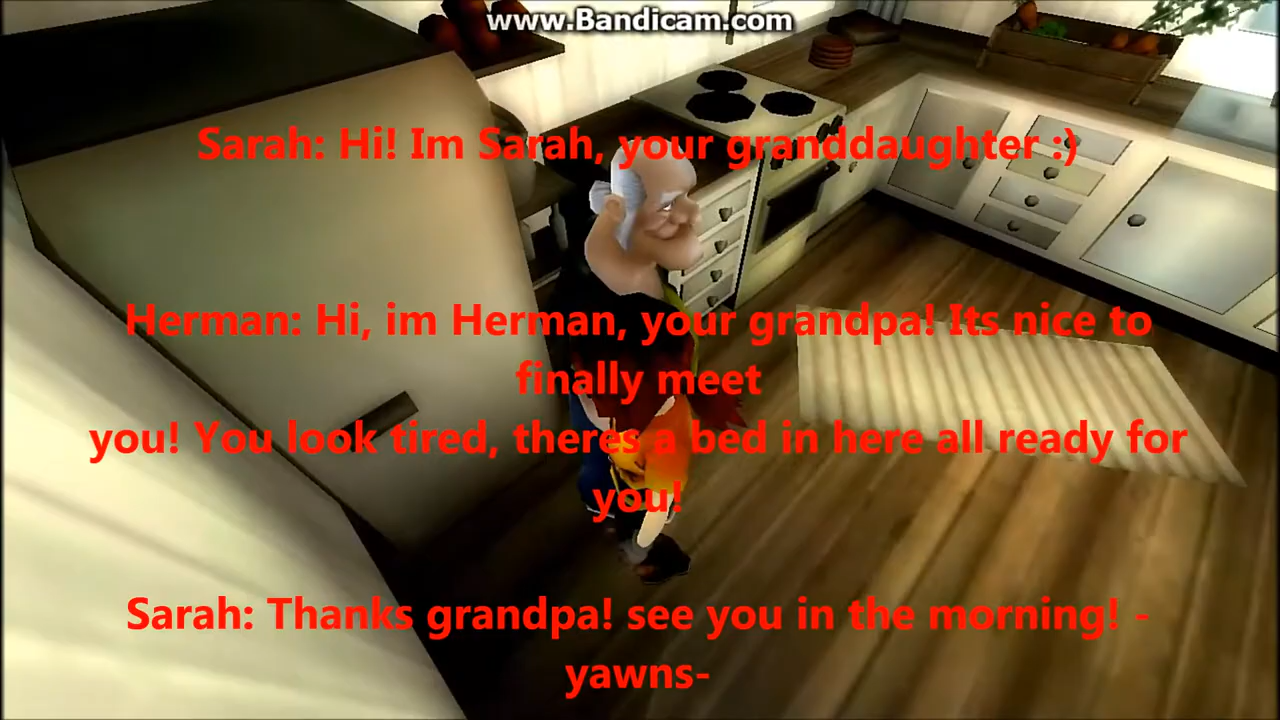 www.Bandicam.com
Sarah: Hi! Im Sarah, your granddaughter :)
Herman: Hi, im Herman, your grandpa! Its nice to
finally meet
you! You look tired, theres a bed in here all ready for
you!
Sarah: Thanks grandpa! see you in the morning! -
yawns-